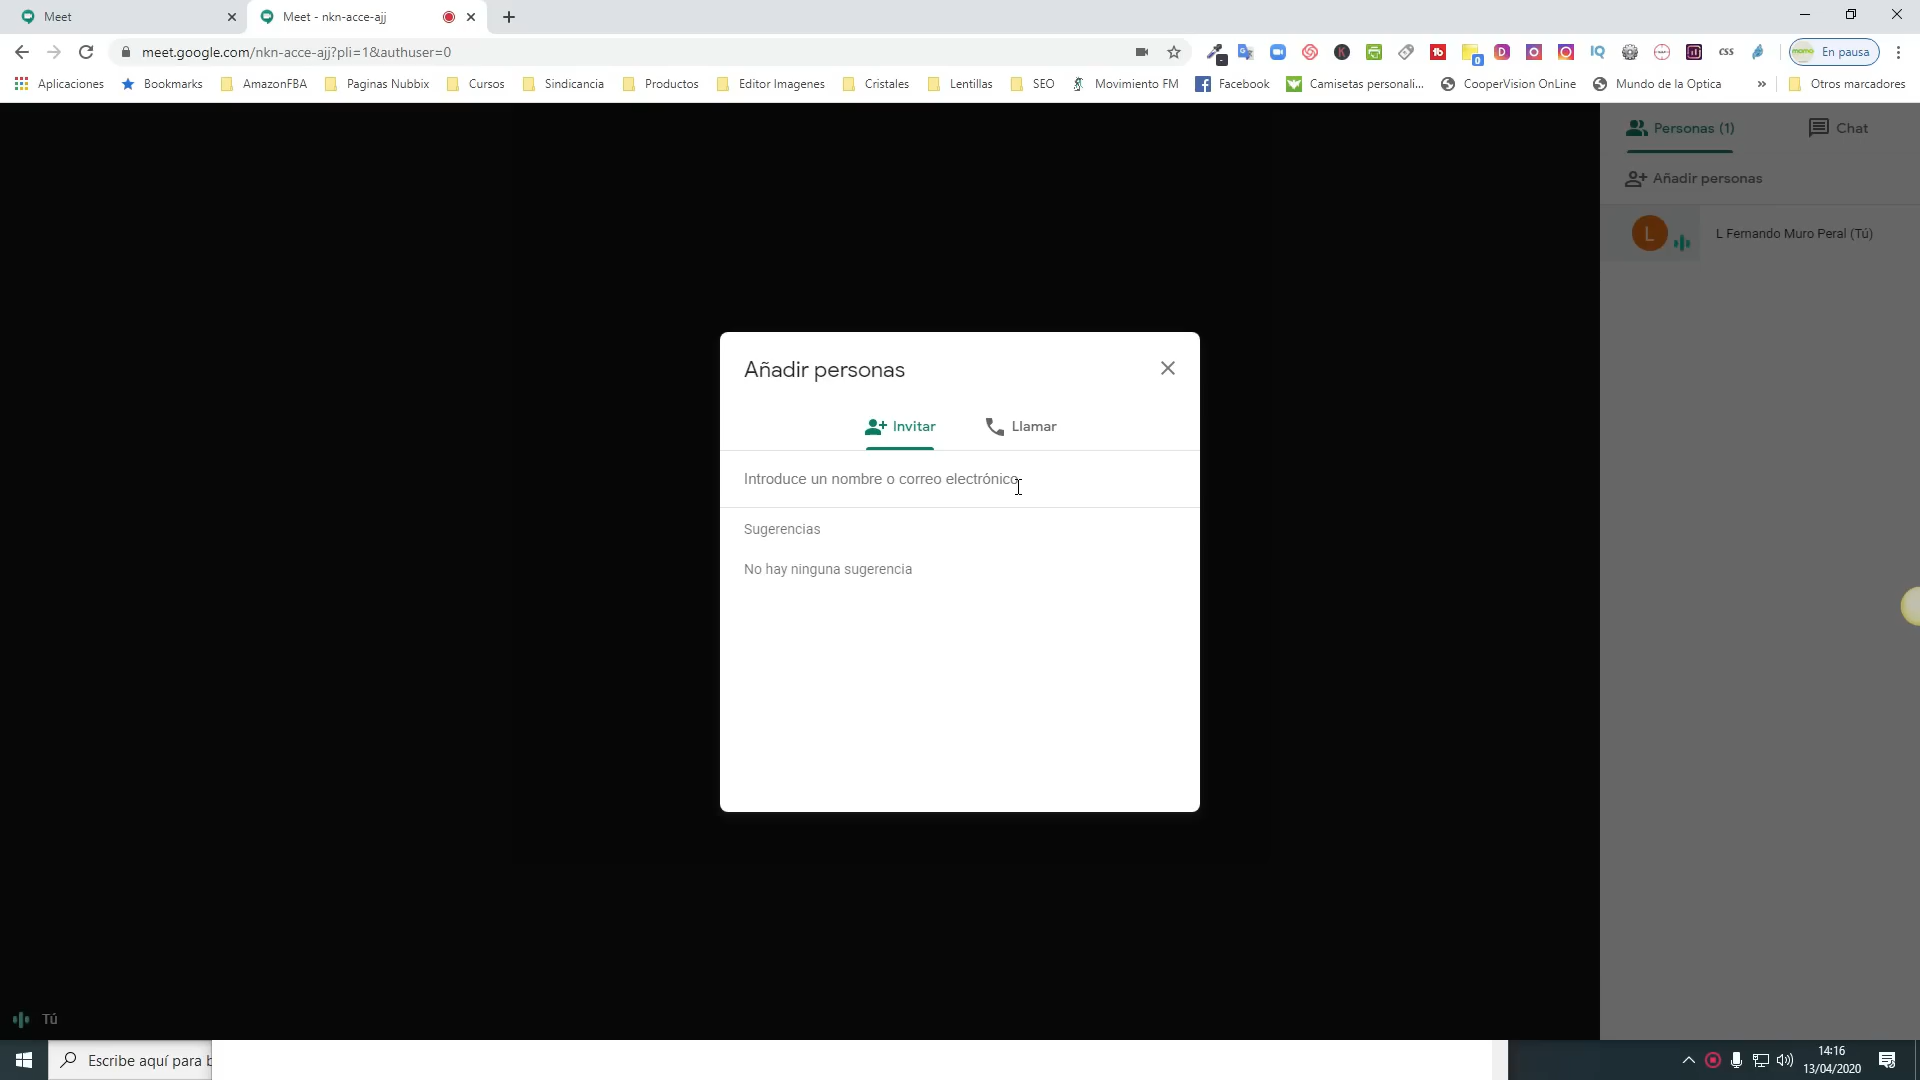 Meet
Meet - nkn-acce-ajj
meet.google.com/nkn-acce-ajj?pli=1&authuser=0
En pausa
Aplicaciones
Bookmarks
AmazonFBA
Paginas Nubbix
Cursos
Sindicancia
Productos
Editor Imagenes
Cristales
Lentillas
SEO
Movimiento FM
Facebook
Camisetas personali...
CooperVision OnLine
Mundo de la Optica
»
Otros marcadores
Personas (1)
Chat
Añadir personas
L
L Fernando Muro Peral (Tú)
Añadir personas
Invitar
Llamar
Introduce un nombre o correo electrónico
Sugerencias
No hay ninguna sugerencia
Tú
Escribe aquí para b
14:16
13/04/2020